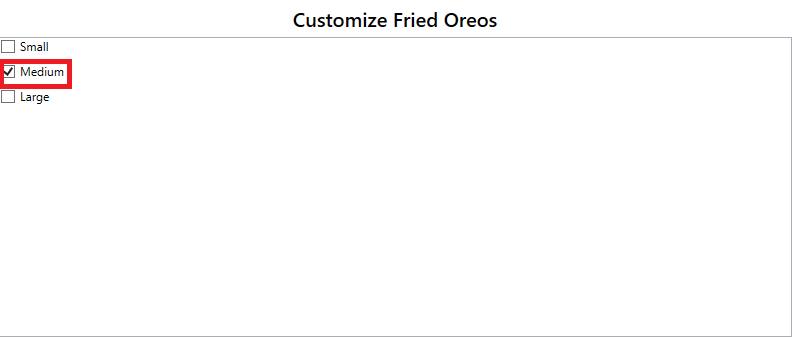 Customize Fried Oreos
Small
Medium
Large